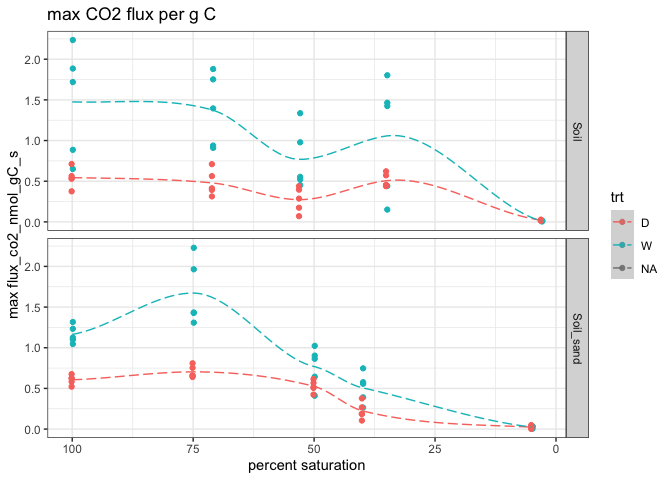 max CO2 flux per g C
max flux_co2_nmol_gC_s
2.0
1.5
1.0
0.5
0.0
Soil
2.0
1.5
1.0
0.5
0.0
Soil_sand
100
75
50
25
0
percent saturation
trt
D
W
NA